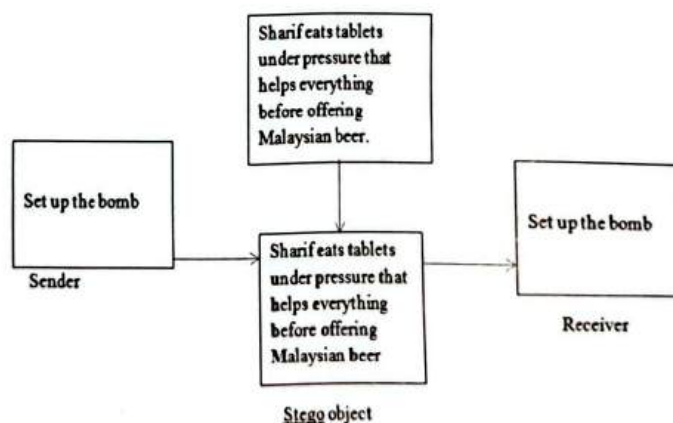 Sharif eats tablets
under pressure that
helps everything
before offering
Malaysian beer.
Set up the bomb
Sender
Sharif eats tablets
under pressure that
helps everything
before offering
Malaysian beer
Stego object
Set up the bomb
Receiver